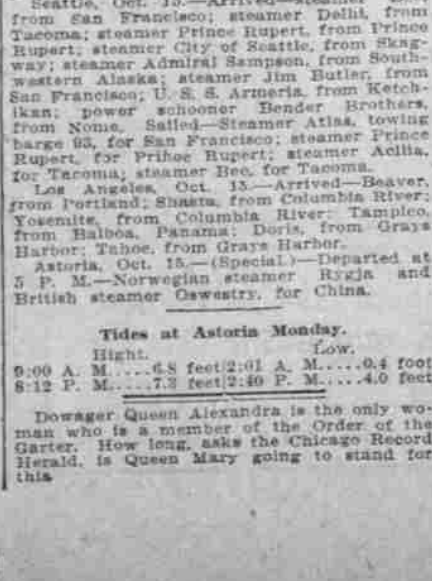 Seattle, Oct. 15.—Arrived—Steamer
from San Francisco; steamer Delhi, from
Tacoma; steamer Prince Rupert, from Prince
Rupert; steamer City of Seattle, from Skag-
way; steamer Admiral Sampson, from South-
western Alaska; steamer Jim Butler, from
San Francisco; U. S. S. Armeria, from Ketch-
ikan; power schooner Bender Brothers,
from Nome. Sailed—Steamer Atlas, towing
barge 93, for San Francisco; steamer Prince
Rupert, for Prince Rupert; steamer Acilia,
for Tacoma; steamer Bee, for Tacoma.
Los Angeles, Oct. 15.—Arrived—Beaver,
from Portland; Shasta, from Columbia River;
Yosemite, from Columbia River; Tampico,
from Balboa, Panama; Doris, from Grays
Harbor; Tahoe, from Grays Harbor.
Astoria, Oct. 15.—(Special.)—Departed at
5 P. M.—Norwegian steamer Rygja and
British steamer Oswestry, for China.
Tides at Astoria Monday.
Hight. Low.
9:00 A. M.....6.8 feet|2:01 A. M.....0.4 foot
8:12 P. M.....7.3 feet|2:40 P. M.....4.0 feet
Dowager Queen Alexandra is the only wo-
man who is a member of the Order of the
Garter. How long, asks the Chicago Record
Herald, is Queen Mary going to stand for
this